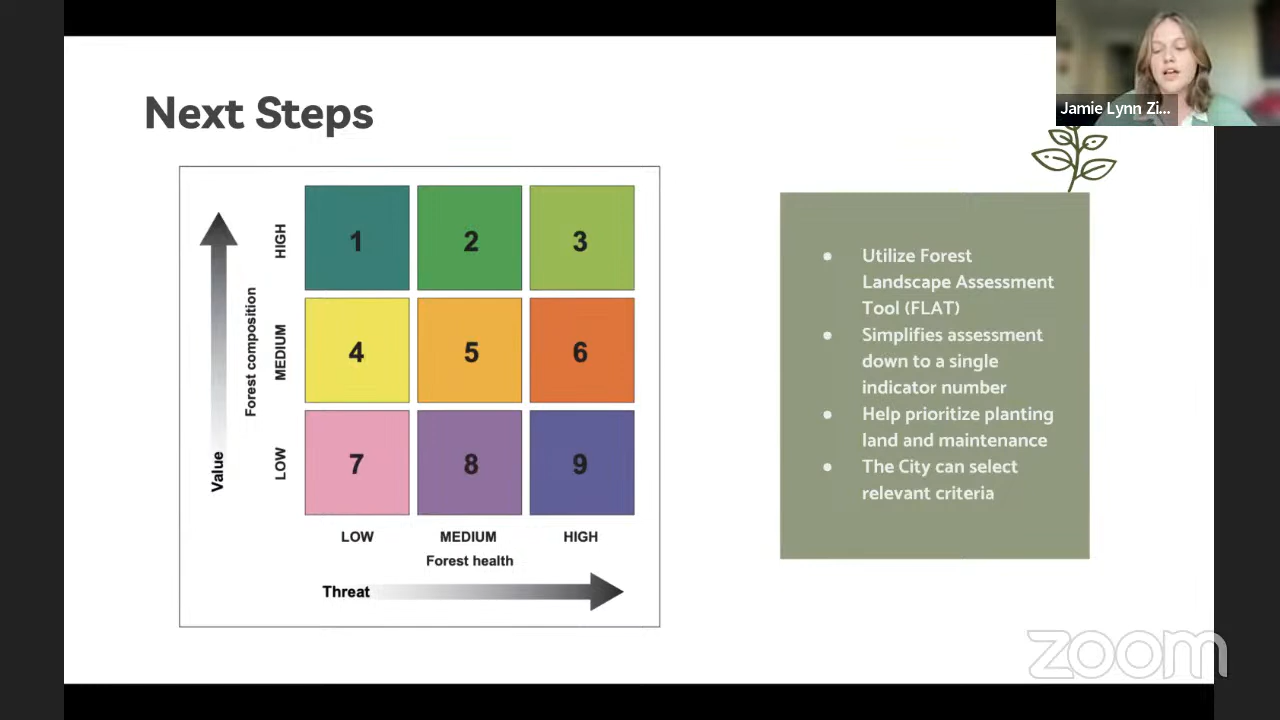 Jamie Lynn Zi...
Next Steps
Value
Forest composition
HIGH
1
2
3
MEDIUM
4
5
6
LOW
7
8
9
LOW
MEDIUM
HIGH
Forest health
Threat
• Utilize Forest
Landscape Assessment
Tool (FLAT)
• Simplifies assessment
down to a single
indicator number
• Help prioritize planting
land and maintenance
• The City can select
relevant criteria
zoom